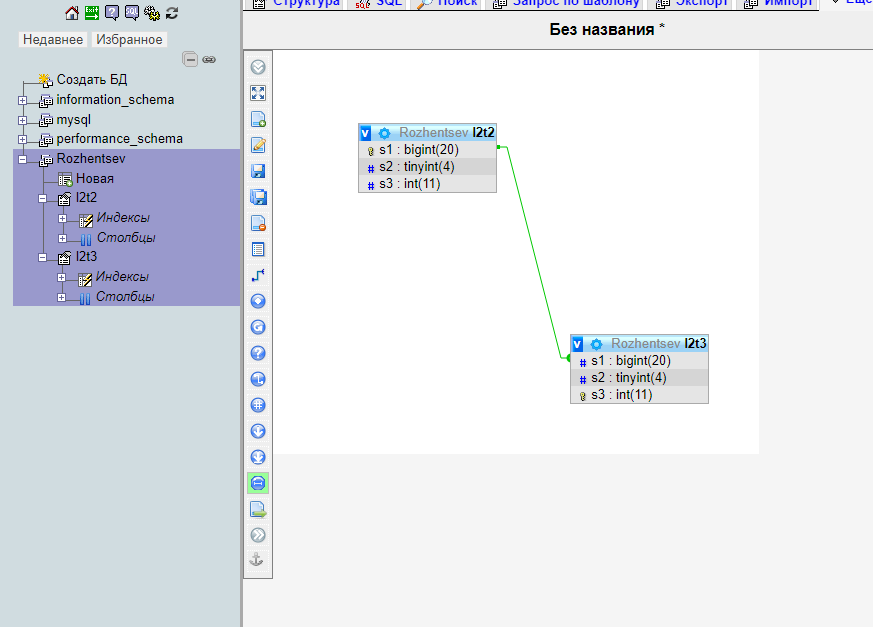 Структура SQL Поиск Запрос по шаблону Экспорт Импорт Ещё
Недавнее Избранное
Без названия *
Создать БД
information_schema
mysql
performance_schema
Rozhentsev
Новая
l2t2
Индексы
Столбцы
l2t3
Индексы
Столбцы
v Rozhentsev l2t2
s1 : bigint(20)
# s2 : tinyint(4)
# s3 : int(11)
v Rozhentsev l2t3
# s1 : bigint(20)
# s2 : tinyint(4)
s3 : int(11)